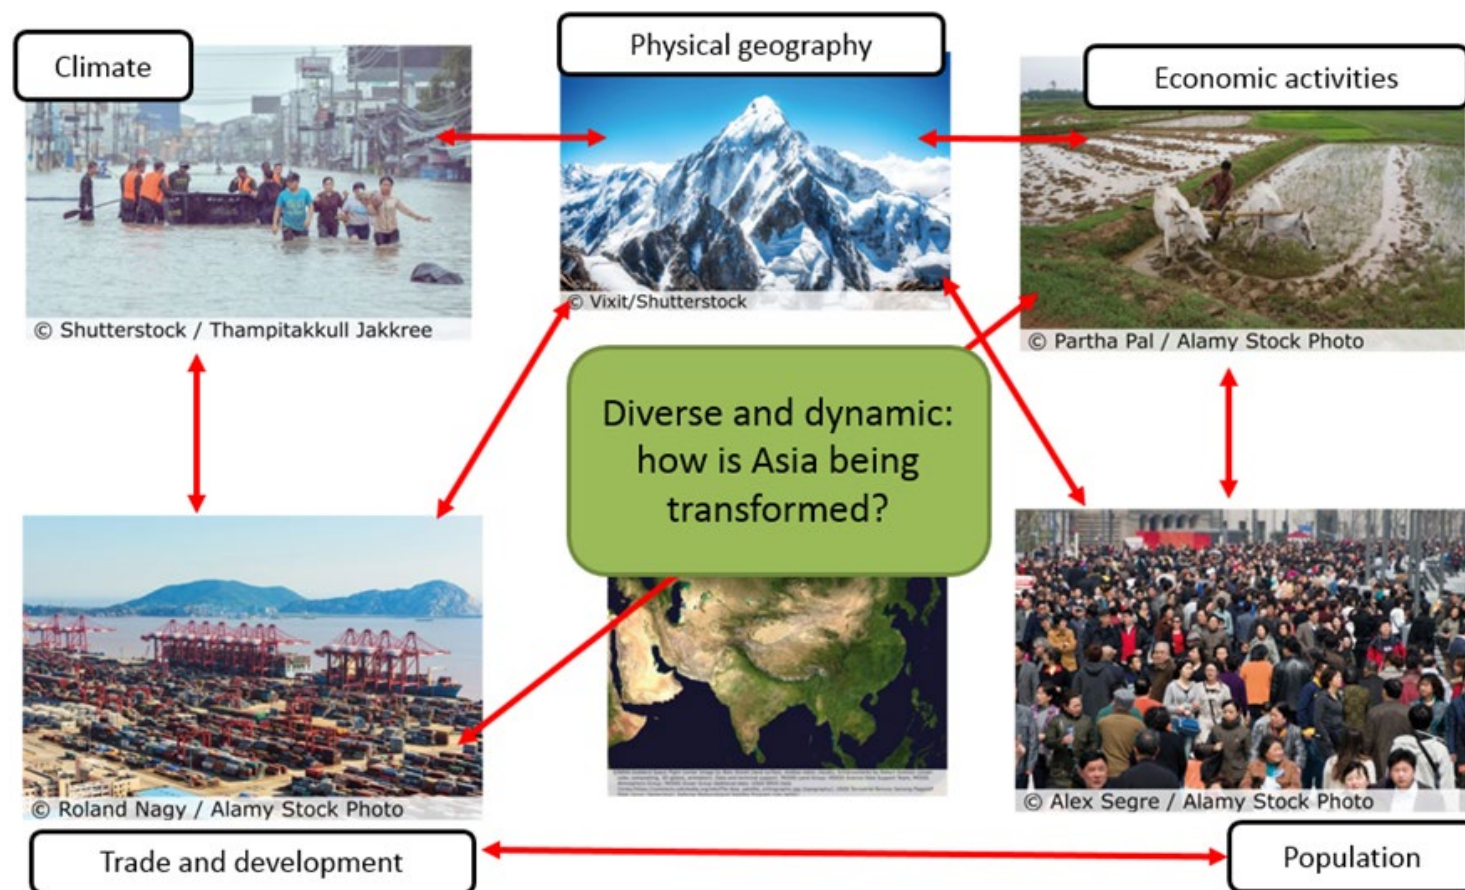 Climate
Physical geography
Economic activities
© Shutterstock / Thampitakkull Jakkree
© Vixit/Shutterstock
© Partha Pal / Alamy Stock Photo
Diverse and dynamic:
how is Asia being
transformed?
© Roland Nagy / Alamy Stock Photo
© Alex Segre / Alamy Stock Photo
Trade and development
Population